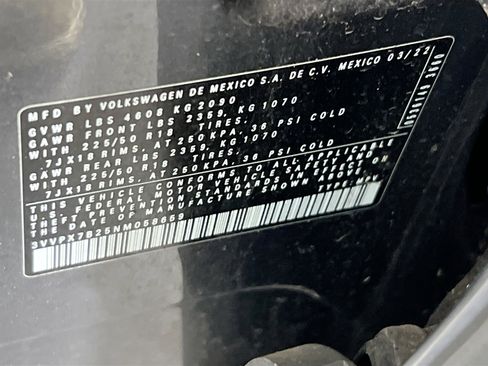 MFD BY VOLKSWAGEN DE MEXICO S.A. DE C.V. MEXICO 03/22
GVWR LBS 4608 KG 2090
GAWR FRONT LBS 2359, KG 1070
WITH 225/50 R18 TIRES,
7JX18 RIMS, AT 250 KPA, 36 PSI COLD
GAWR REAR LBS 2359, KG 1070
WITH 225/50 R18 TIRES,
7JX18 RIMS, AT 250 KPA, 36 PSI COLD
THIS VEHICLE CONFORMS TO ALL APPLICABLE
U.S. FEDERAL MOTOR VEHICLE SAFETY AND
THEFT PREVENTION STANDARDS IN EFFECT ON
THE DATE OF MANUFACTURE SHOWN
3VVPX7B25NM058659